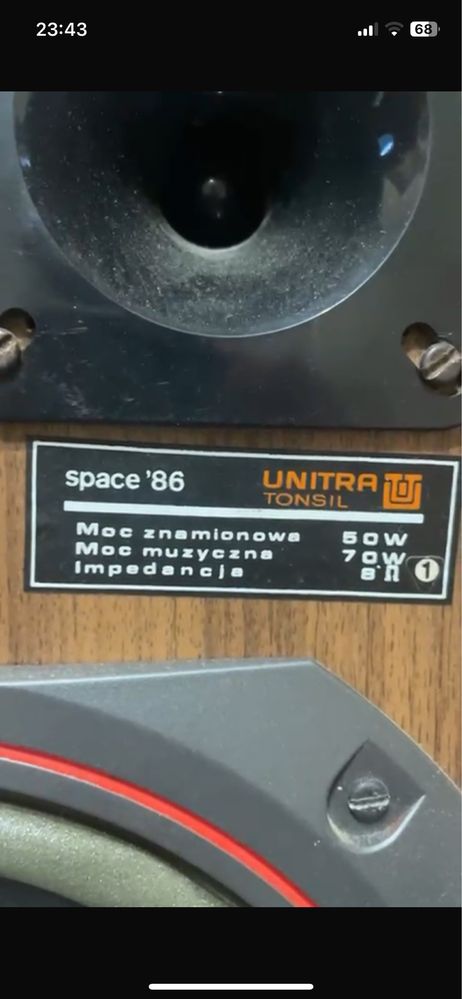 23:43
68
space '86
UNITRA
TONSIL
Moc znamionowa 50W
Moc muzyczna 70W
Impedancja 8Ω 1